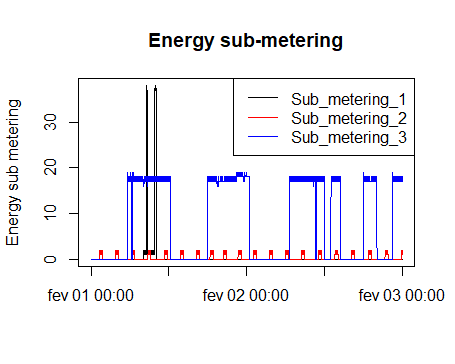 Energy sub-metering
Sub_metering_1
Sub_metering_2
Sub_metering_3
Energy sub metering
30
20
10
0
fev 01 00:00
fev 02 00:00
fev 03 00:00